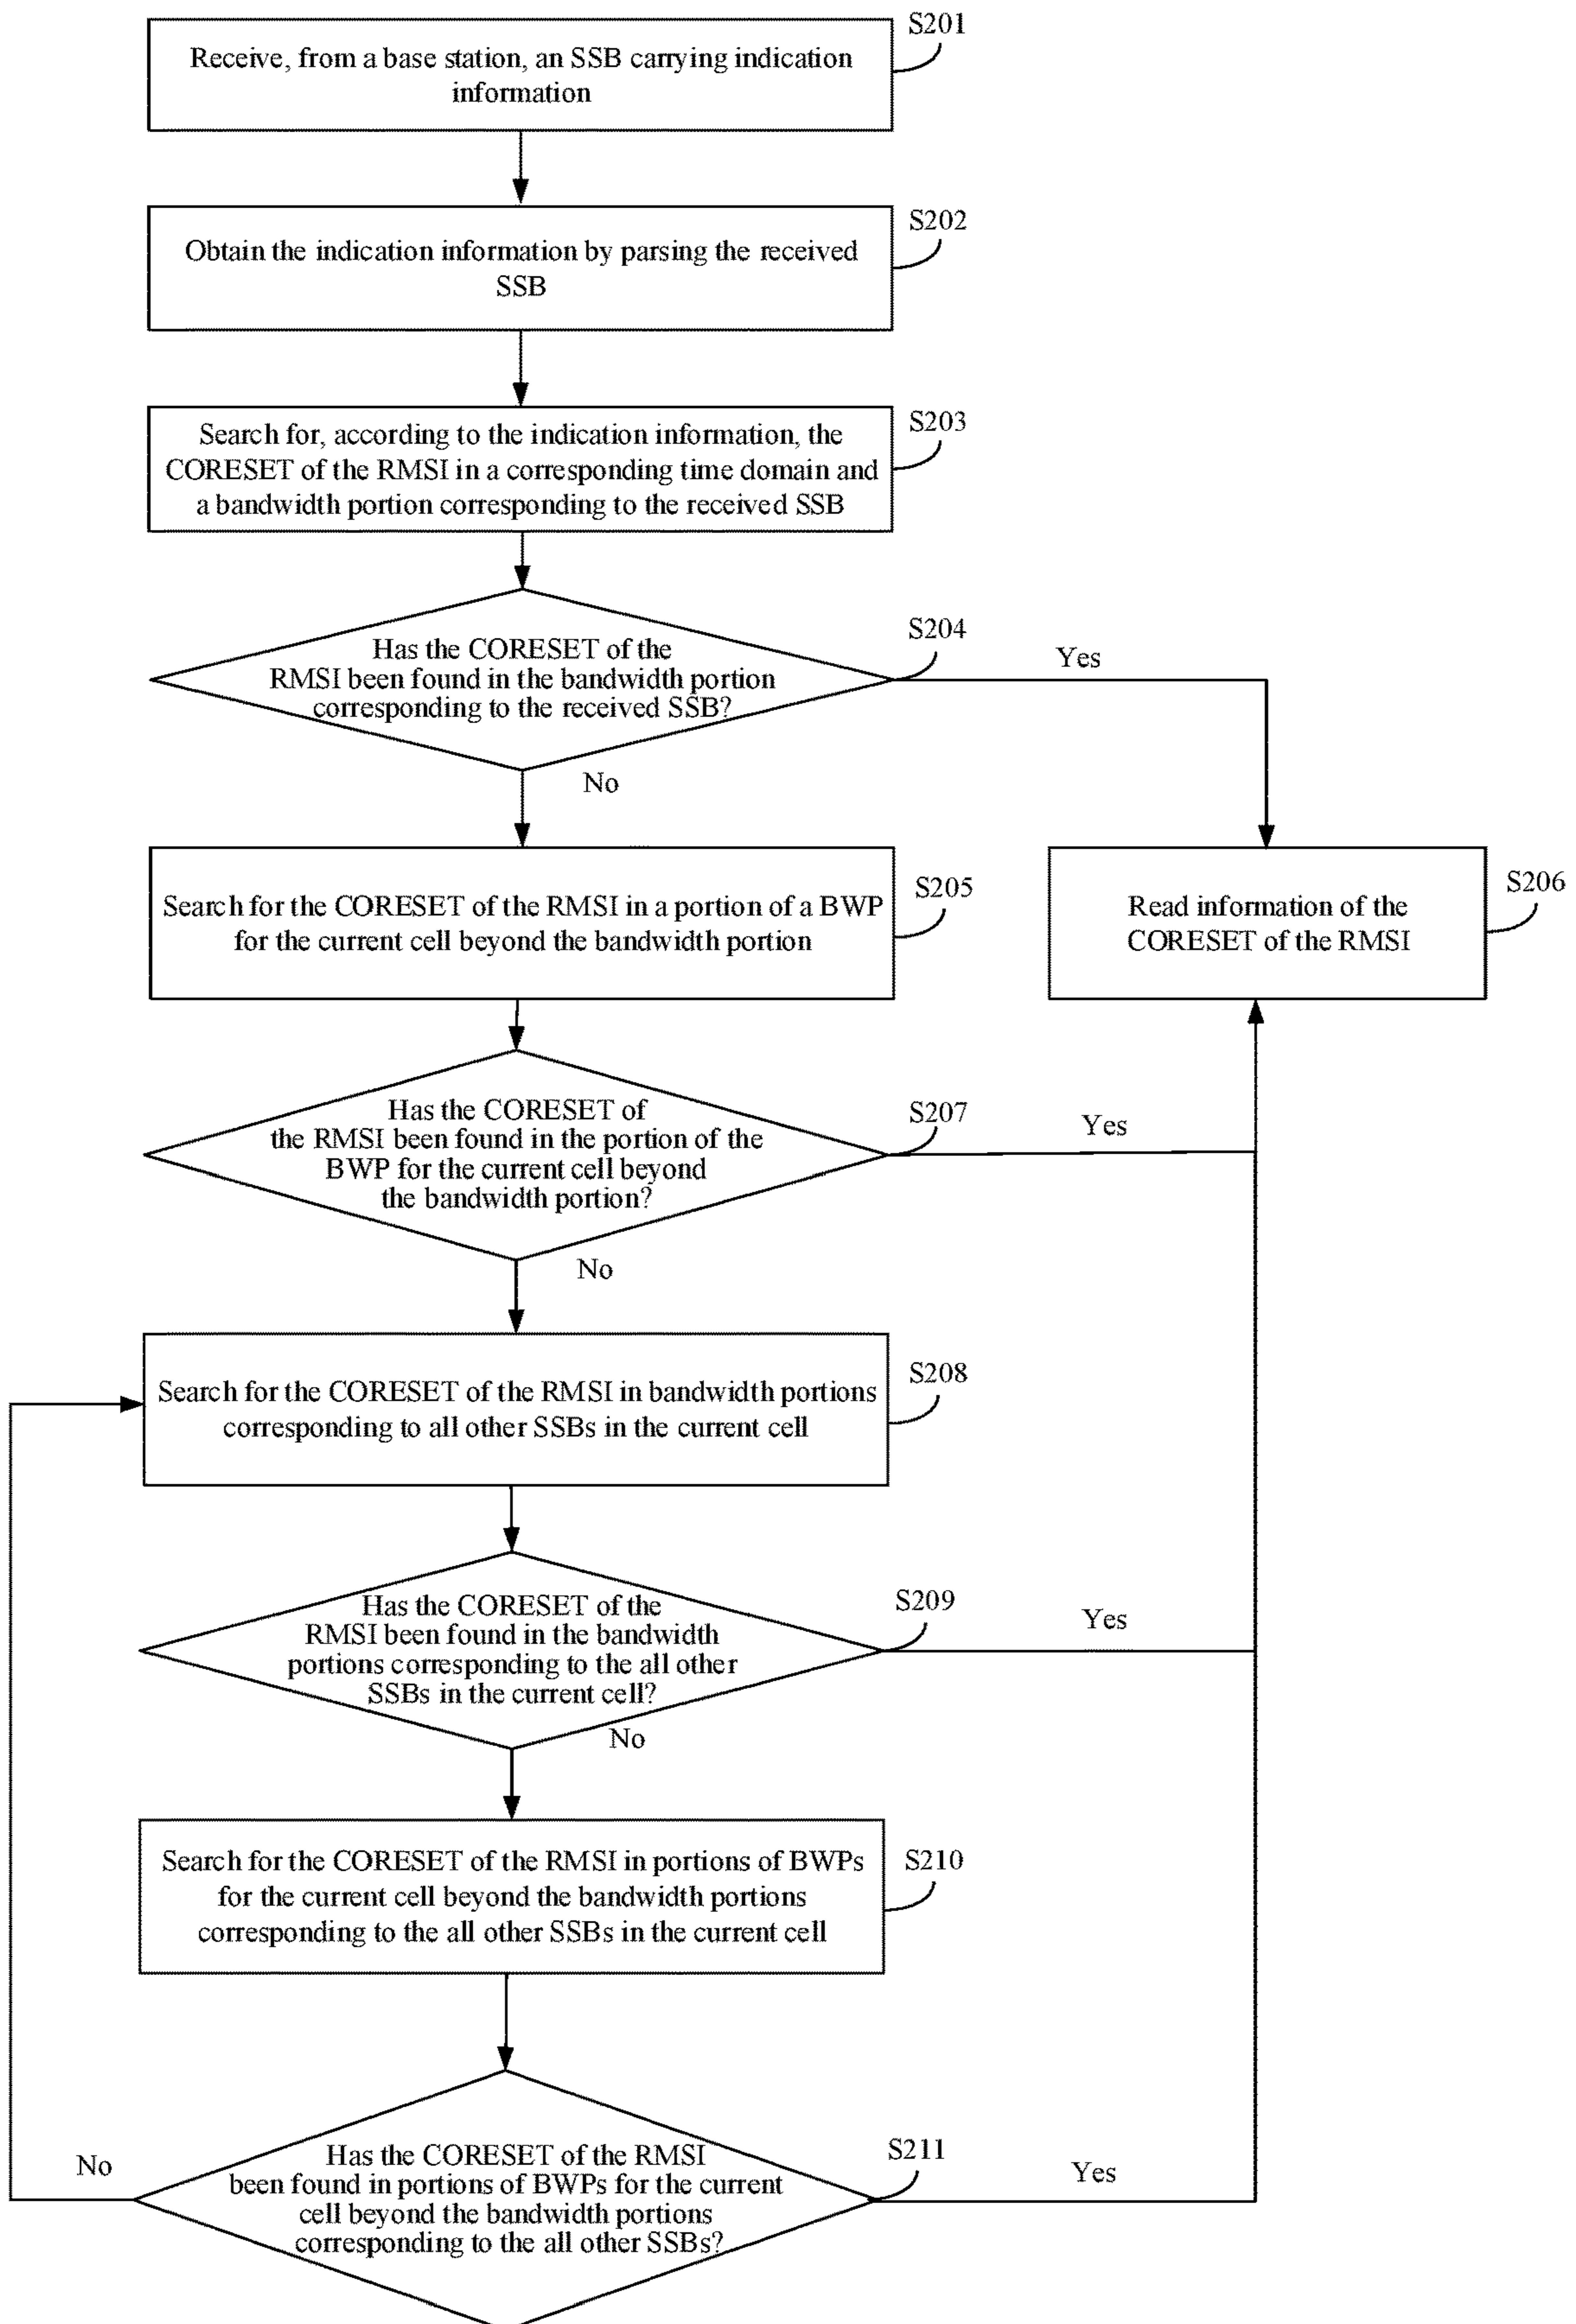 S201
Receive, from a base station, an SSB carrying indication
information
S202
Obtain the indication information by parsing the received
SSB
S203
Search for, according to the indication information, the
CORESET of the RMSI in a corresponding time domain and
a bandwidth portion corresponding to the received SSB
S204
Has the CORESET of the
RMSI been found in the bandwidth portion
corresponding to the received SSB?
Yes
No
S205
Search for the CORESET of the RMSI in a portion of a BWP
for the current cell beyond the bandwidth portion
S206
Read information of the
CORESET of the RMSI
S207
Has the CORESET of
the RMSI been found in the portion of the
BWP for the current cell beyond
the bandwidth portion?
Yes
No
S208
Search for the CORESET of the RMSI in bandwidth portions
corresponding to all other SSBs in the current cell
S209
Has the CORESET of the
RMSI been found in the bandwidth
portions corresponding to the all other
SSBs in the current cell?
Yes
No
S210
Search for the CORESET of the RMSI in portions of BWPs
for the current cell beyond the bandwidth portions
corresponding to the all other SSBs in the current cell
S211
Has the CORESET of the RMSI
been found in portions of BWPs for the current
cell beyond the bandwidth portions
corresponding to the all other SSBs?
No
Yes